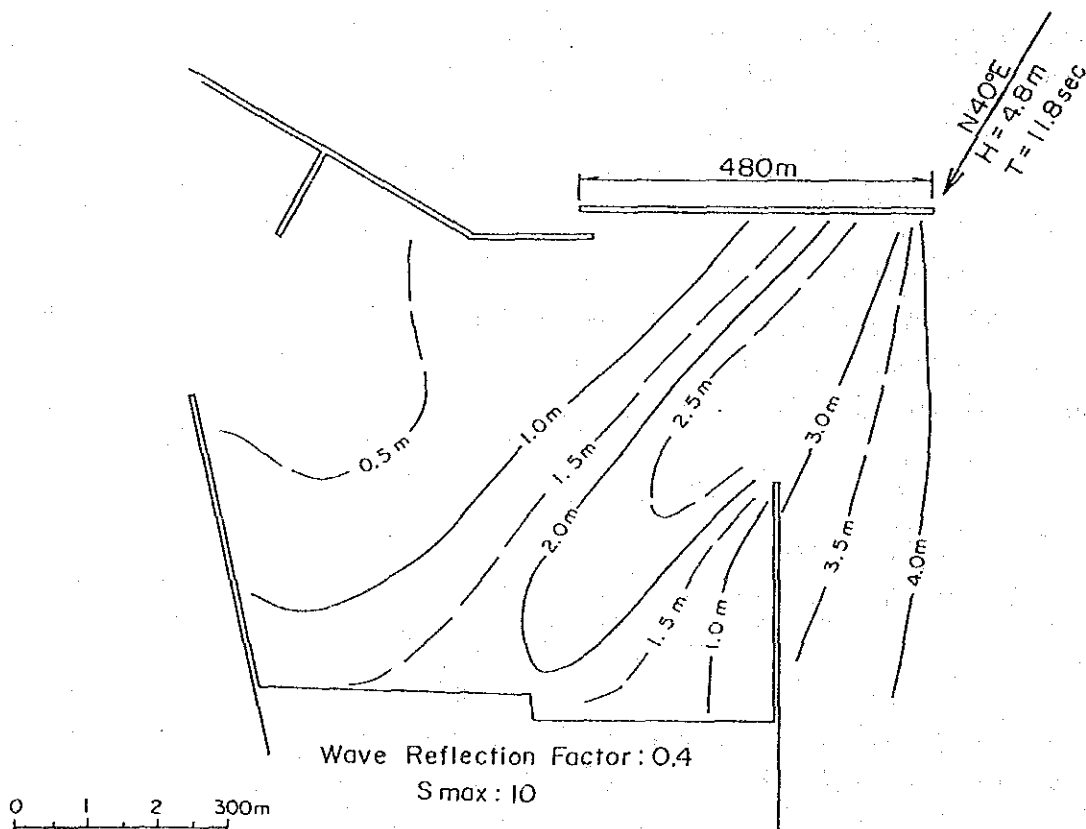 N40°E
H = 4.8m
T = 11.8sec
480m
0.5m
1.0m
1.5m
2.0m
2.5m
3.0m
3.5m
4.0m
1.5m
1.0m
Wave Reflection Factor : 0.4
S max : 10
0 1 2 300m